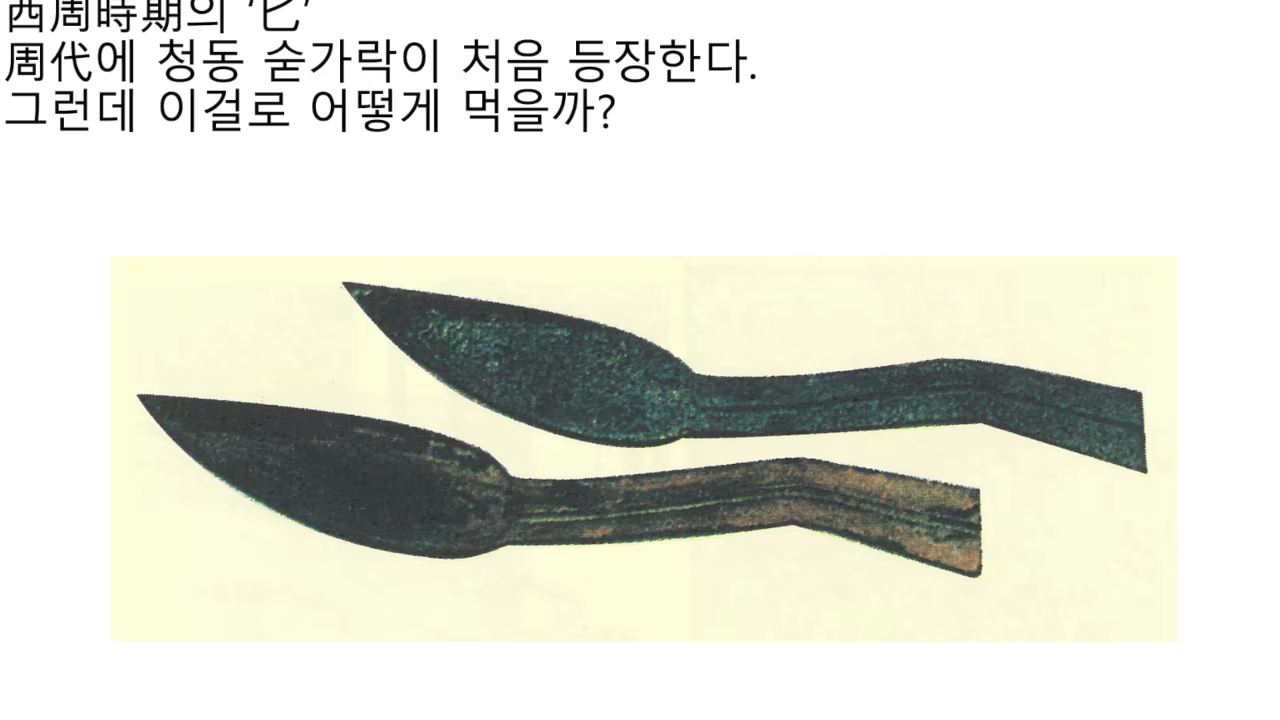 西周時期의 '匕'
周代에 청동 숟가락이 처음 등장한다.
그런데 이걸로 어떻게 먹을까?